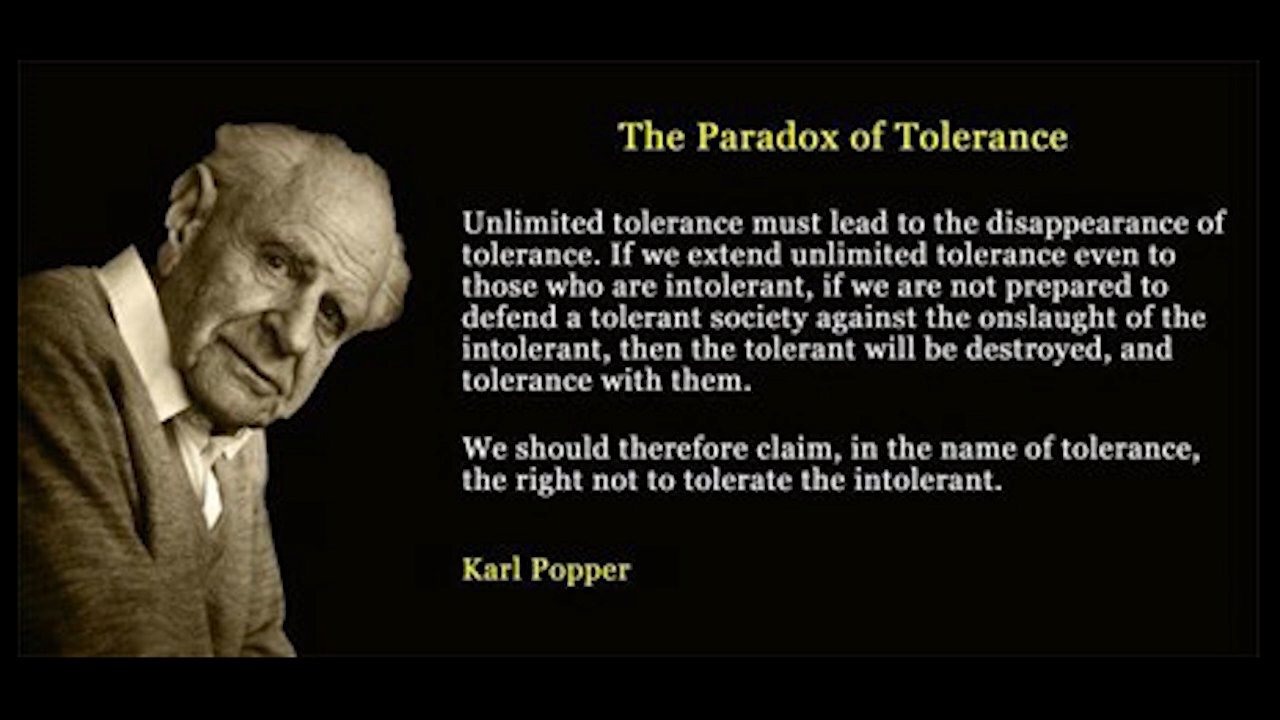 The Paradox of Tolerance
Unlimited tolerance must lead to the disappearance of
tolerance. If we extend unlimited tolerance even to
those who are intolerant, if we are not prepared to
defend a tolerant society against the onslaught of the
intolerant, then the tolerant will be destroyed, and
tolerance with them.
We should therefore claim, in the name of tolerance,
the right not to tolerate the intolerant.
Karl Popper